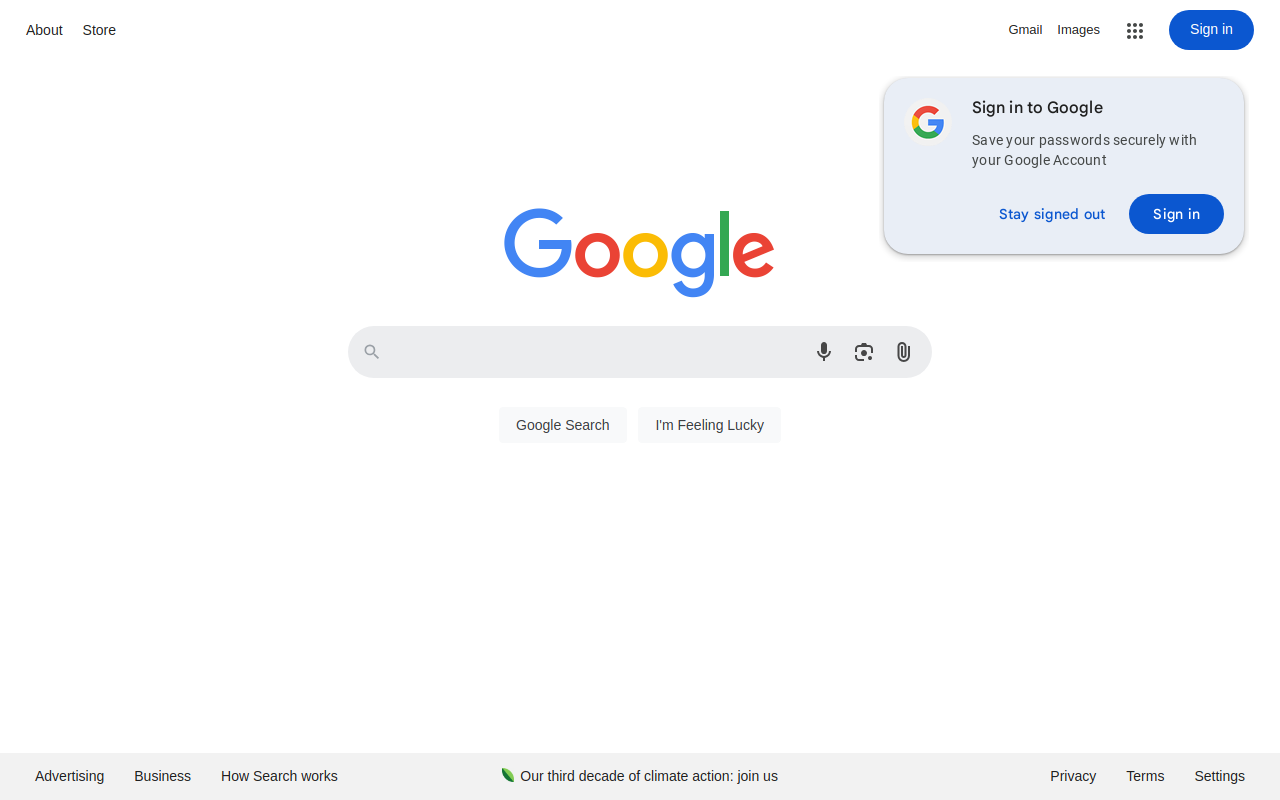 About Store Gmail Images Sign in
Sign in to Google
Save your passwords securely with
your Google Account
Stay signed out Sign in
Google
Google Search I'm Feeling Lucky
Advertising Business How Search works Our third decade of climate action: join us Privacy Terms Settings